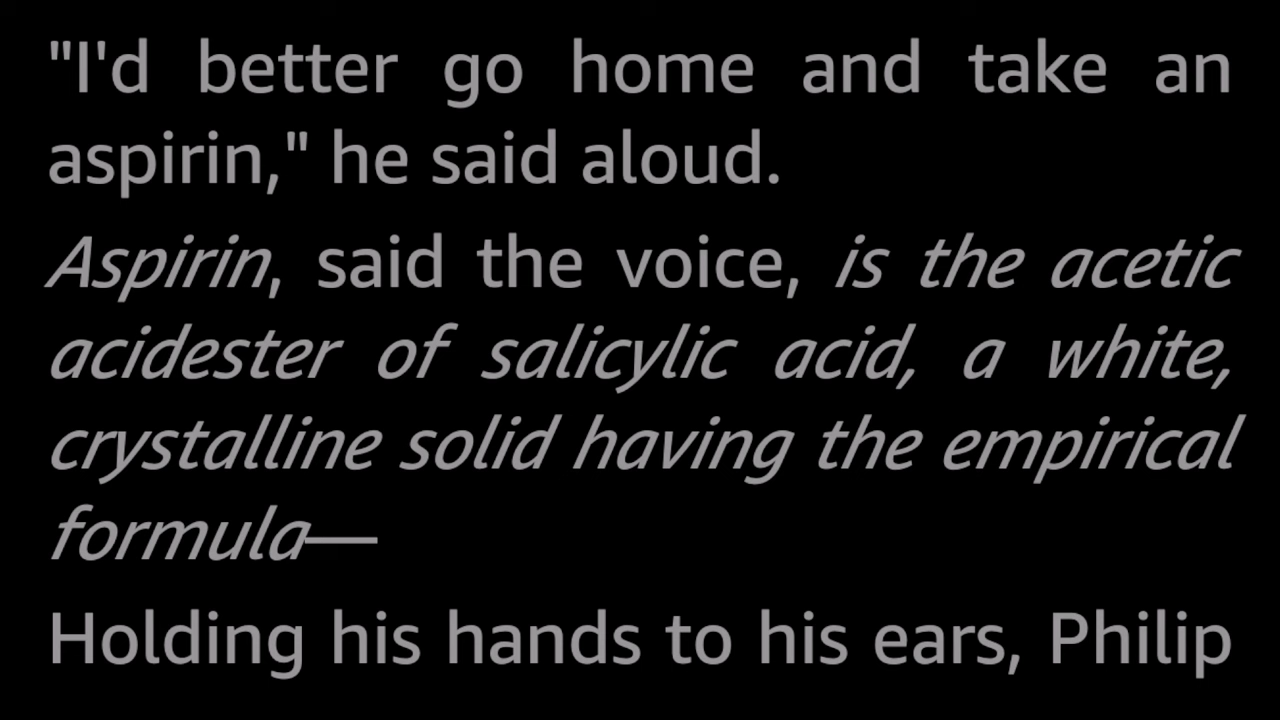 "I'd better go home and take an
aspirin," he said aloud.
Aspirin, said the voice, is the acetic
acidester of salicylic acid, a white,
crystalline solid having the empirical
formula—
Holding his hands to his ears, Philip